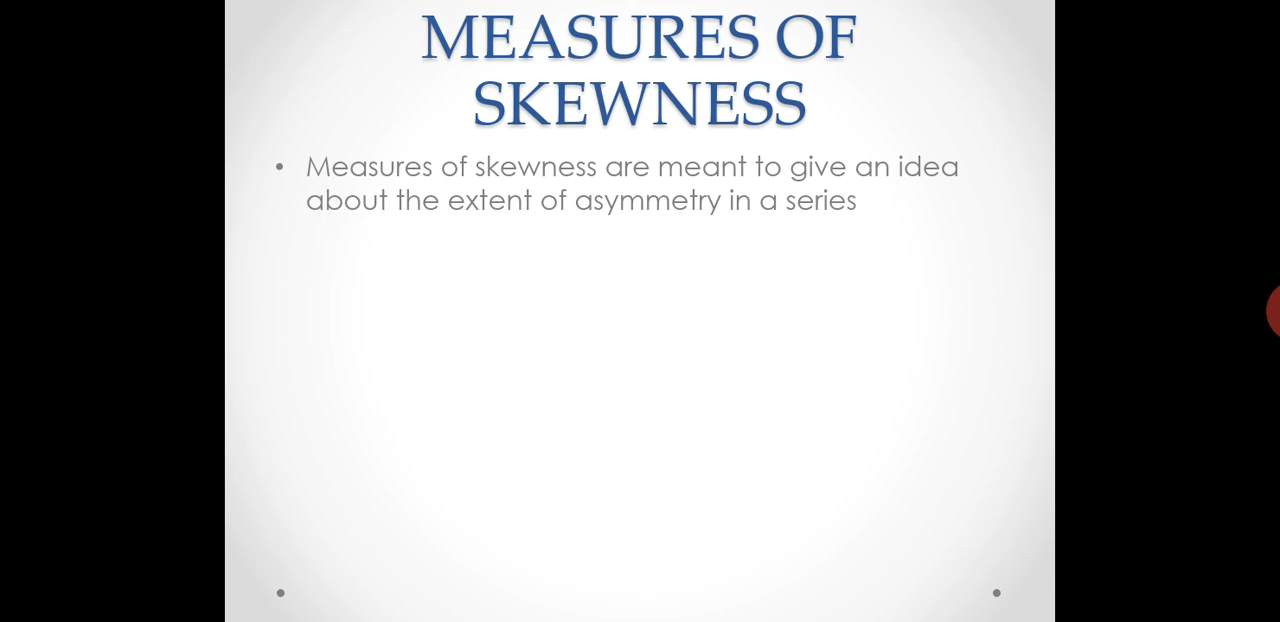 MEASURES OF
SKEWNESS
• Measures of skewness are meant to give an idea
about the extent of asymmetry in a series